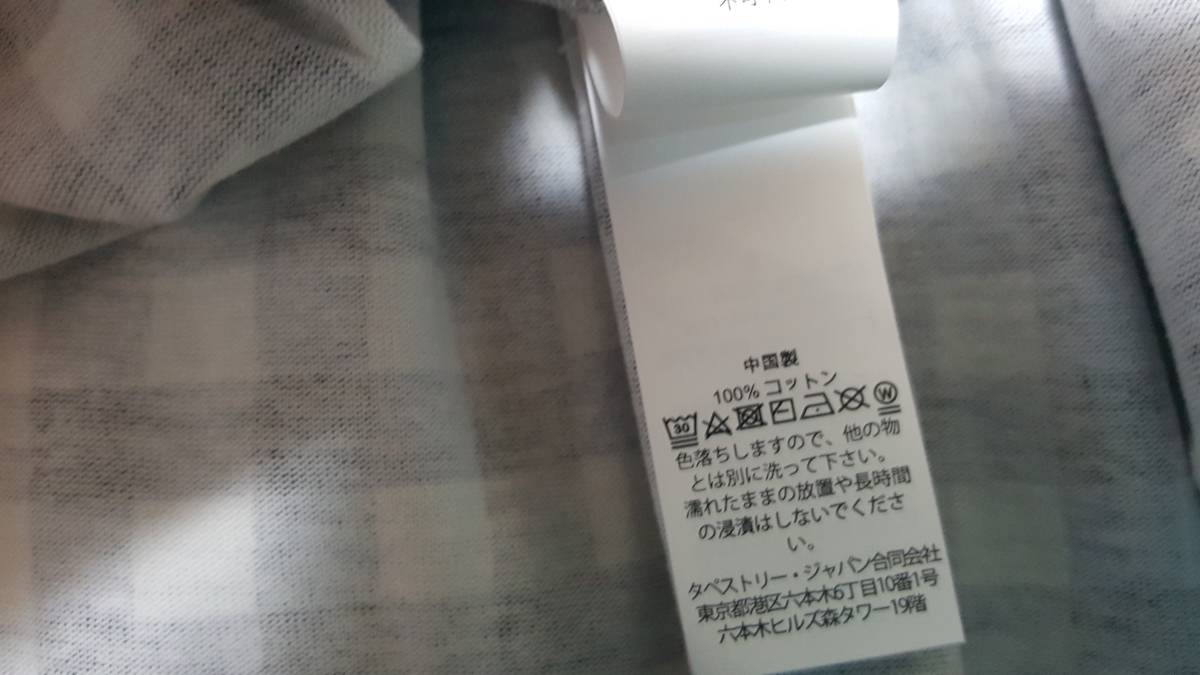 中国製
100% コットン
30 W
色落ちしますので、他の物
とは別に洗って下さい。
濡れたままの放置や長時間
の浸漬はしないでくださ
い。
タペストリー・ジャパン合同会社
東京都港区六本木6丁目10番1号
六本木ヒルズ森タワー19階